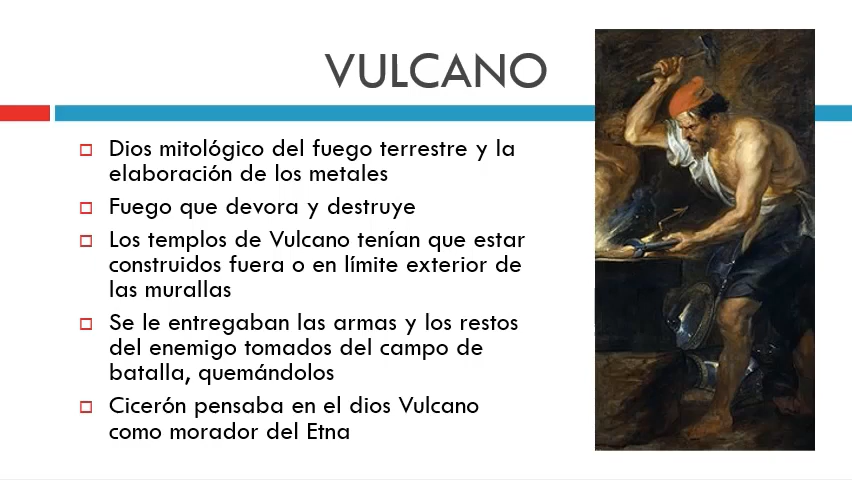 VULCANO
Dios mitológico del fuego terrestre y la
elaboración de los metales
Fuego que devora y destruye
Los templos de Vulcano tenían que estar
construidos fuera o en límite exterior de
las murallas
Se le entregaban las armas y los restos
del enemigo tomados del campo de
batalla, quemándolos
Cicerón pensaba en el dios Vulcano
como morador del Etna